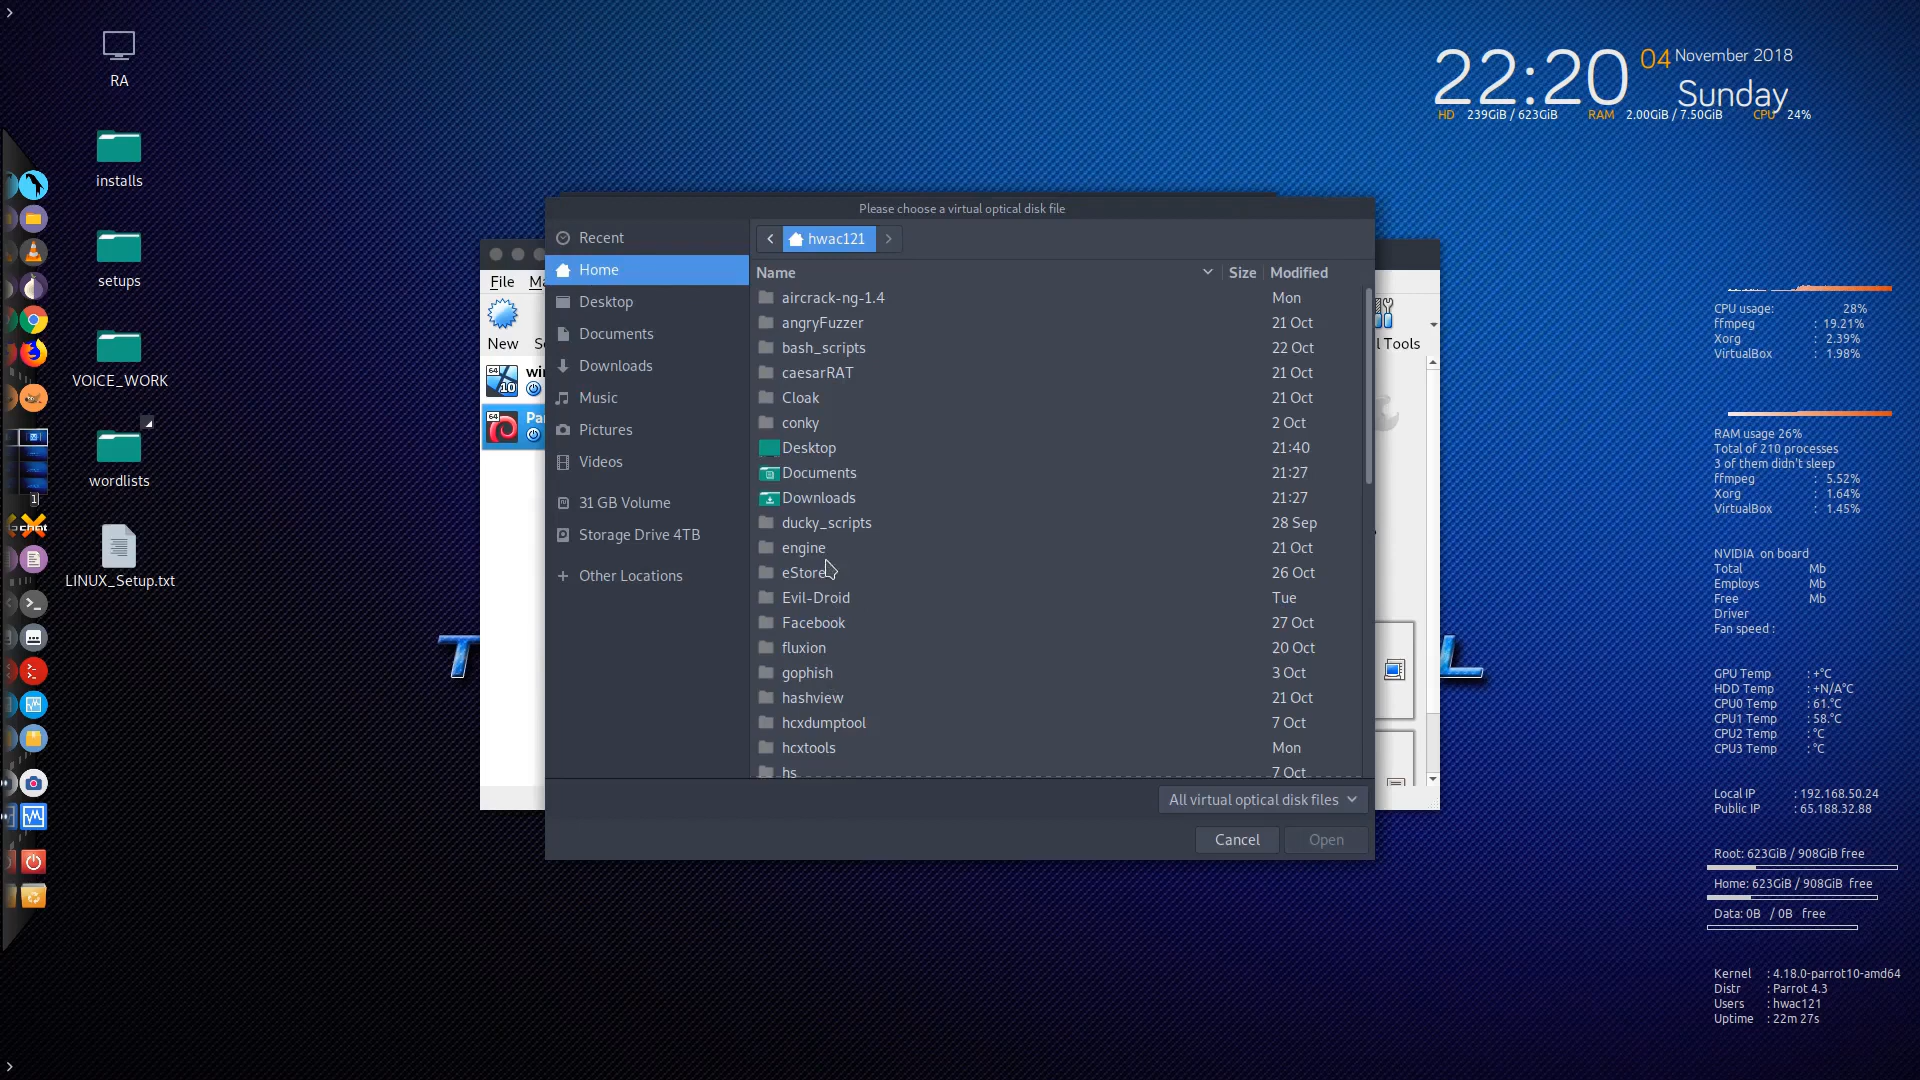 RA
installs
setups
VOICE_WORK
wordlists
LINUX_Setup.txt
1
22:20
04 November 2018
Sunday
HD 239GiB / 623GiB RAM 2.00GiB / 7.50GiB CPU 24%
File
New
64
10
64
Tools
Please choose a virtual optical disk file
Recent
Home
Desktop
Documents
Downloads
Music
Pictures
Videos
31 GB Volume
Storage Drive 4TB
Other Locations
hwac121
Name Size Modified
aircrack-ng-1.4 Mon
angryFuzzer 21 Oct
bash_scripts 22 Oct
caesarRAT 21 Oct
Cloak 21 Oct
conky 2 Oct
Desktop 21:40
Documents 21:27
Downloads 21:27
ducky_scripts 28 Sep
engine 21 Oct
eStore 26 Oct
Evil-Droid Tue
Facebook 27 Oct
fluxion 20 Oct
gophish 3 Oct
hashview 21 Oct
hcxdumptool 7 Oct
hcxtools Mon
hs 7 Oct
All virtual optical disk files
Cancel Open
T
L
CPU usage: 28%
ffmpeg : 19.21%
Xorg : 2.39%
VirtualBox : 1.98%
RAM usage 26%
Total of 210 processes
3 of them didn't sleep
ffmpeg : 5.52%
Xorg : 1.64%
VirtualBox : 1.45%
NVIDIA on board
Total Mb
Employs Mb
Free Mb
Driver
Fan speed :
GPU Temp : +°C
HDD Temp : +N/A°C
CPU0 Temp : 61.°C
CPU1 Temp : 58.°C
CPU2 Temp : °C
CPU3 Temp : °C
Local IP : 192.168.50.24
Public IP : 65.188.32.88
Root: 623GiB / 908GiB free
Home: 623GiB / 908GiB free
Data: 0B / 0B free
Kernel : 4.18.0-parrot10-amd64
Distr : Parrot 4.3
Users : hwac121
Uptime : 22m 27s